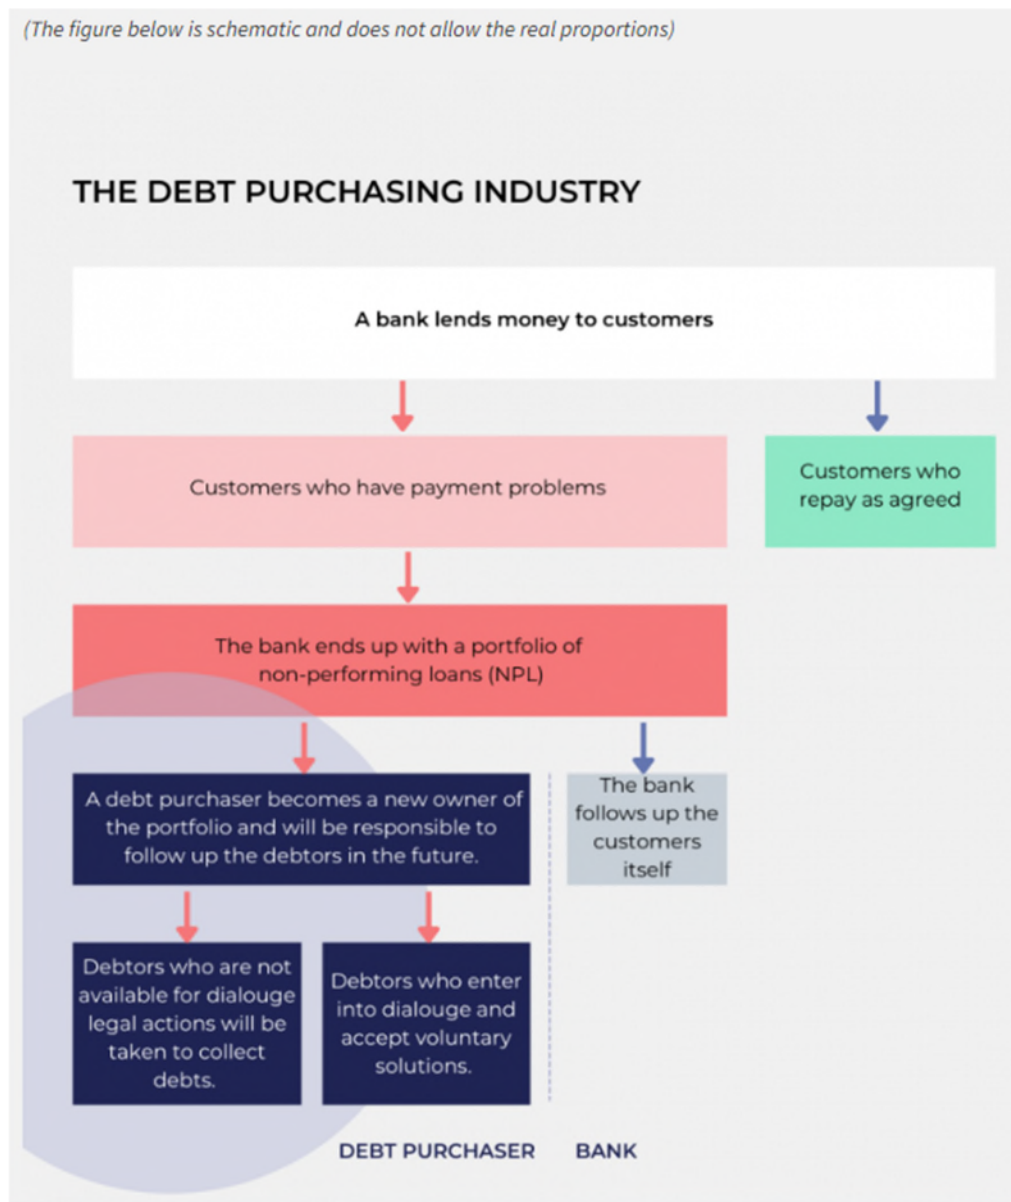 (The figure below is schematic and does not allow the real proportions)
THE DEBT PURCHASING INDUSTRY
A bank lends money to customers
Customers who have payment problems
Customers who
repay as agreed
The bank ends up with a portfolio of
non-performing loans (NPL)
A debt purchaser becomes a new owner of
the portfolio and will be responsible to
follow up the debtors in the future.
The bank
follows up the
customers
itself
Debtors who are not
available for dialouge
legal actions will be
taken to collect
debts.
Debtors who enter
into dialouge and
accept voluntary
solutions.
DEBT PURCHASER
BANK